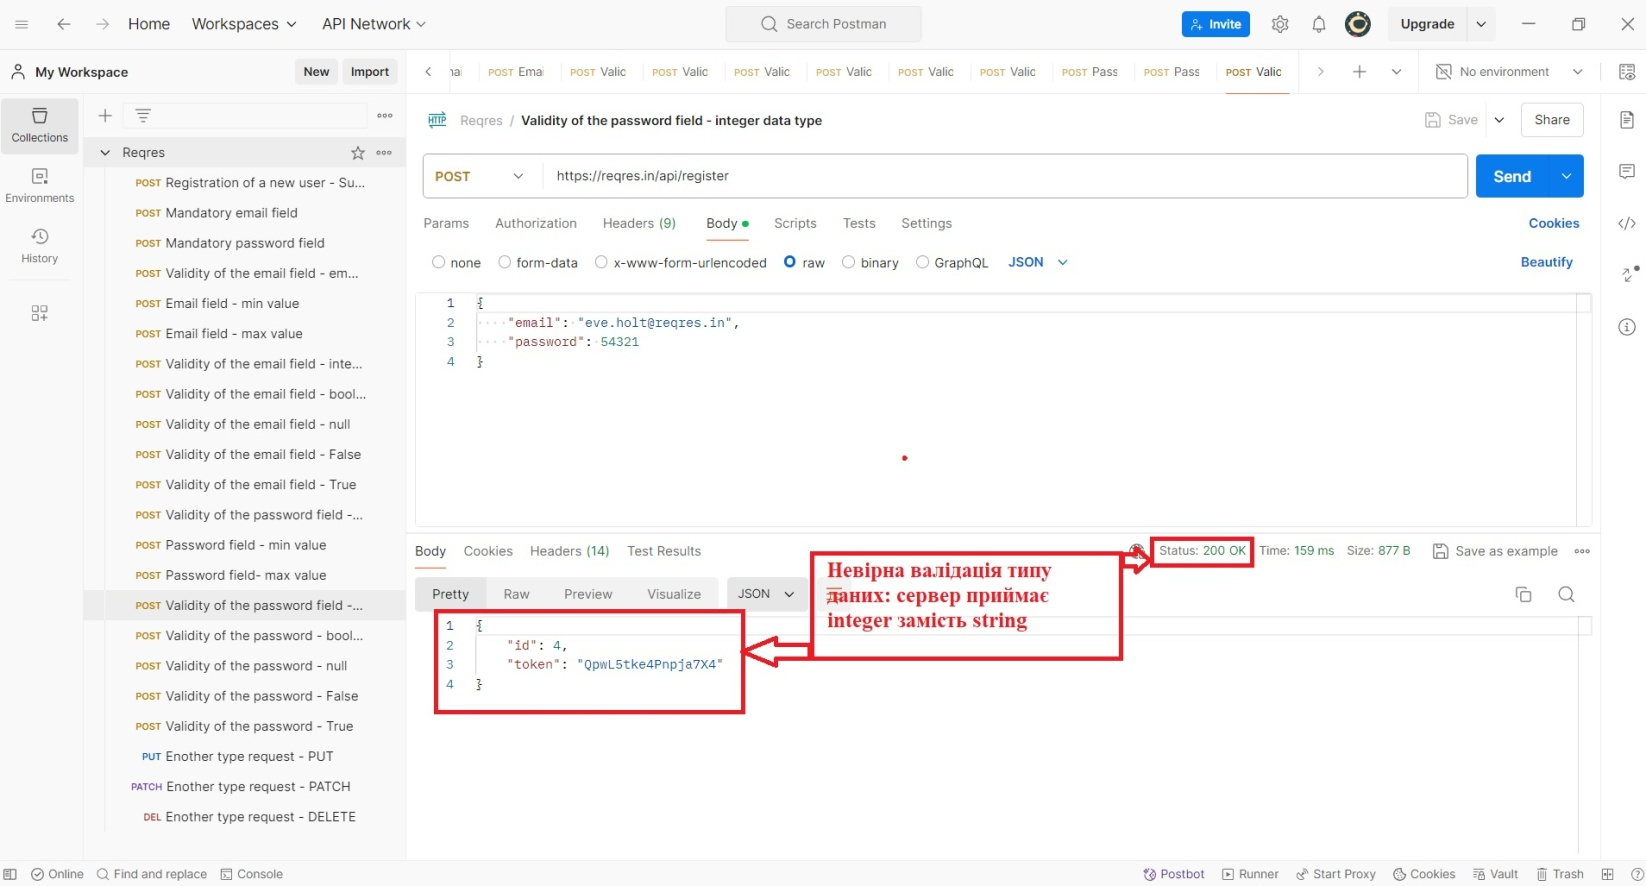 Home Workspaces API Network Search Postman Invite Upgrade
My Workspace New Import
POST Emai POST Valic POST Valic POST Valic POST Valic POST Valic POST Valic POST Pass POST Pass POST Valic No environment
Collections
Environments
History
Reqres
POST Registration of a new user - Su...
POST Mandatory email field
POST Mandatory password field
POST Validity of the email field - em...
POST Email field - min value
POST Email field - max value
POST Validity of the email field - inte...
POST Validity of the email field - bool...
POST Validity of the email field - null
POST Validity of the email field - False
POST Validity of the email field - True
POST Validity of the password field -...
POST Password field - min value
POST Password field- max value
POST Validity of the password field -...
POST Validity of the password - bool...
POST Validity of the password - null
POST Validity of the password - False
POST Validity of the password - True
PUT Enother type request - PUT
PATCH Enother type request - PATCH
DEL Enother type request - DELETE
HTTP Reqres / Validity of the password field - integer data type Save Share
POST https://reqres.in/api/register Send
Params Authorization Headers (9) Body Scripts Tests Settings Cookies
none form-data x-www-form-urlencoded raw binary GraphQL JSON Beautify
1 {
2 "email": "eve.holt@reqres.in",
3 "password": 54321
4 }
Body Cookies Headers (14) Test Results Status: 200 OK Time: 159 ms Size: 877 B Save as example
Pretty Raw Preview Visualize JSON
1 {
2 "id": 4,
3 "token": "QpwL5tke4Pnpja7X4"
4 }
Невірна валідація типу
даних: сервер приймає
integer замість string
Online Find and replace Console Postbot Runner Start Proxy Cookies Vault Trash